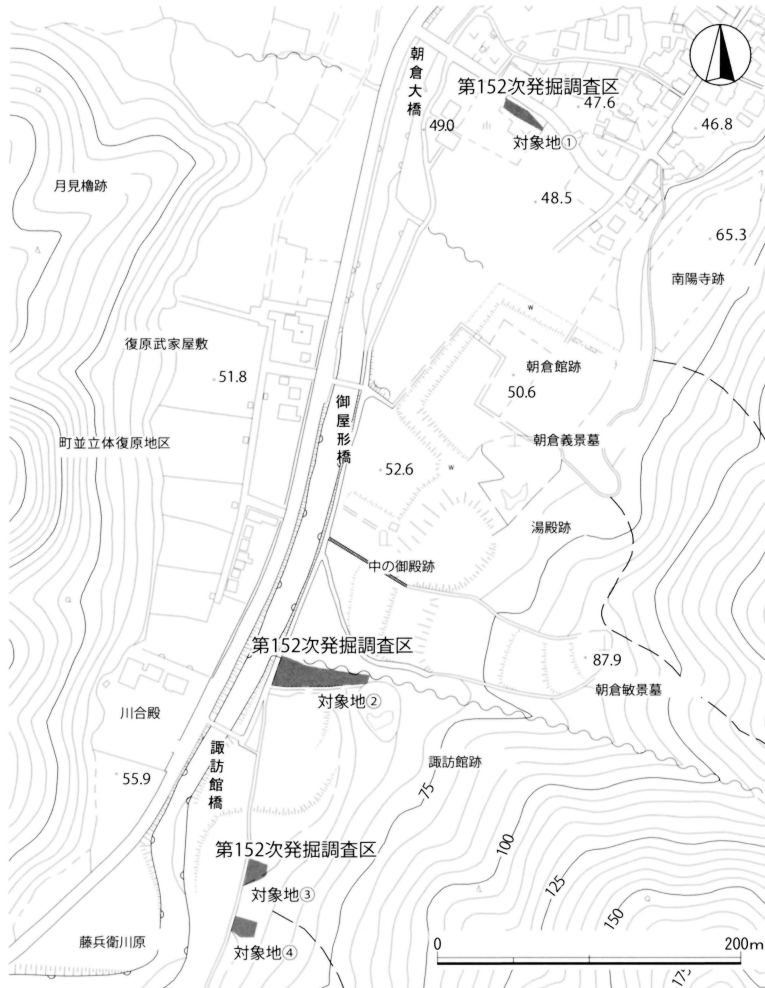 朝倉大橋
第152次発掘調査区
47.6
49.0
対象地①
46.8
月見櫓跡
48.5
65.3
南陽寺跡
復原武家屋敷
51.8
朝倉館跡
50.6
御屋形橋
町並立体復原地区
朝倉義景墓
52.6
湯殿跡
中の御殿跡
第152次発掘調査区
87.9
朝倉敏景墓
対象地②
川合殿
諏訪館橋
諏訪館跡
55.9
75
100
125
150
175
第152次発掘調査区
対象地③
藤兵衛川原
対象地④
0
200m